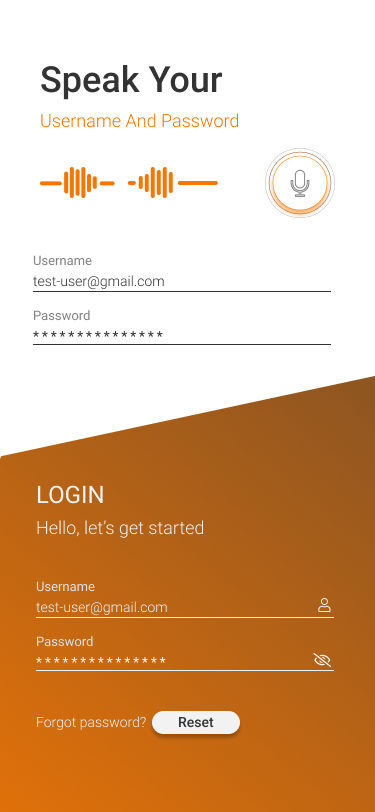 Speak Your
Username And Password
Username
test-user@gmail.com
Password
***************
LOGIN
Hello, let's get started
Username
test-user@gmail.com
Password
***************
Forgot password? Reset